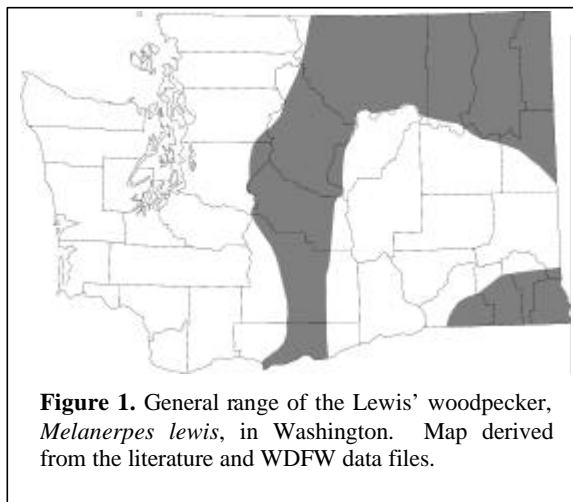 Figure 1. General range of the Lewis' woodpecker,
Melanerpes lewis, in Washington. Map derived
from the literature and WDFW data files.